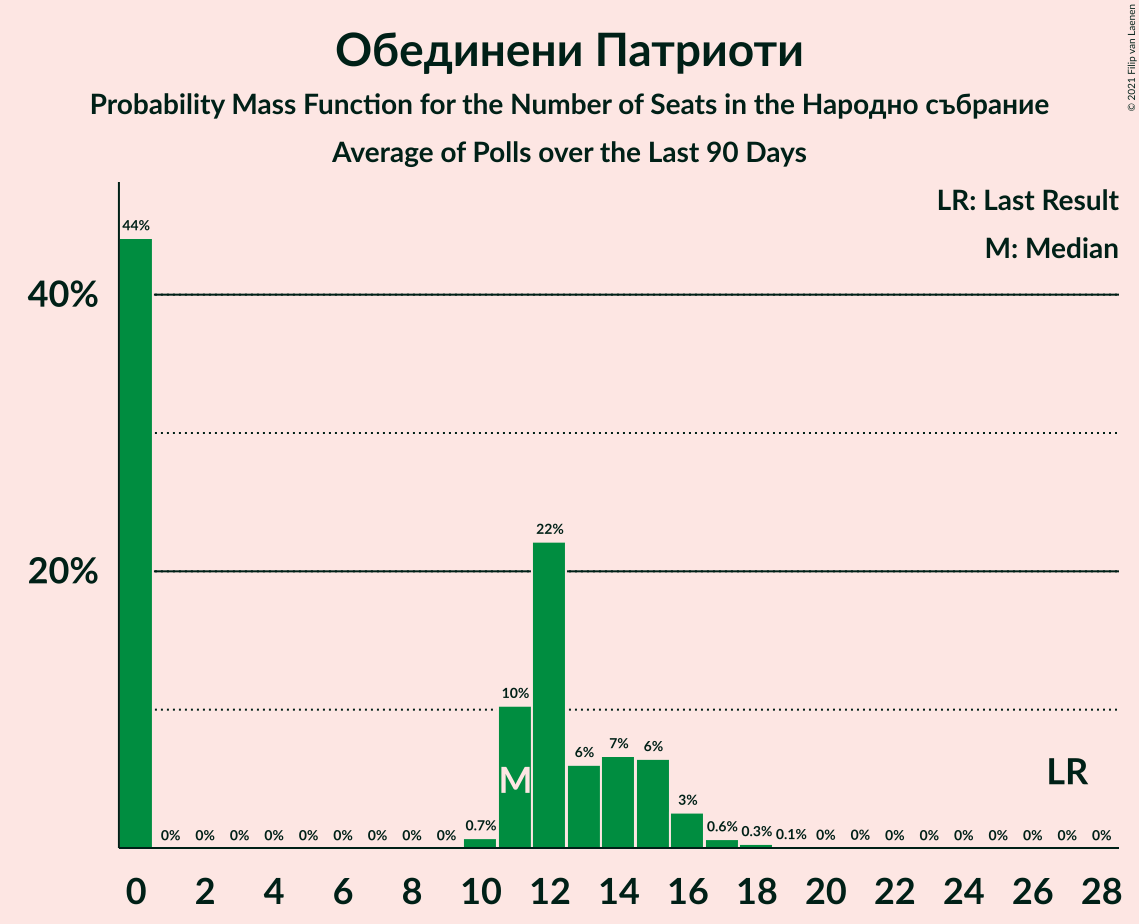 Обединени Патриоти
Probability Mass Function for the Number of Seats in the Народно събрание
Average of Polls over the Last 90 Days
© 2021 Filip van Laenen
LR: Last Result
M: Median
44%
40%
22%
20%
10%
M
6%
7%
6%
3%
LR
0% 0% 0% 0% 0% 0% 0% 0% 0% 0.7% 0.6% 0.3% 0.1% 0% 0% 0% 0% 0% 0% 0% 0% 0%
0 2 4 6 8 10 12 14 16 18 20 22 24 26 28